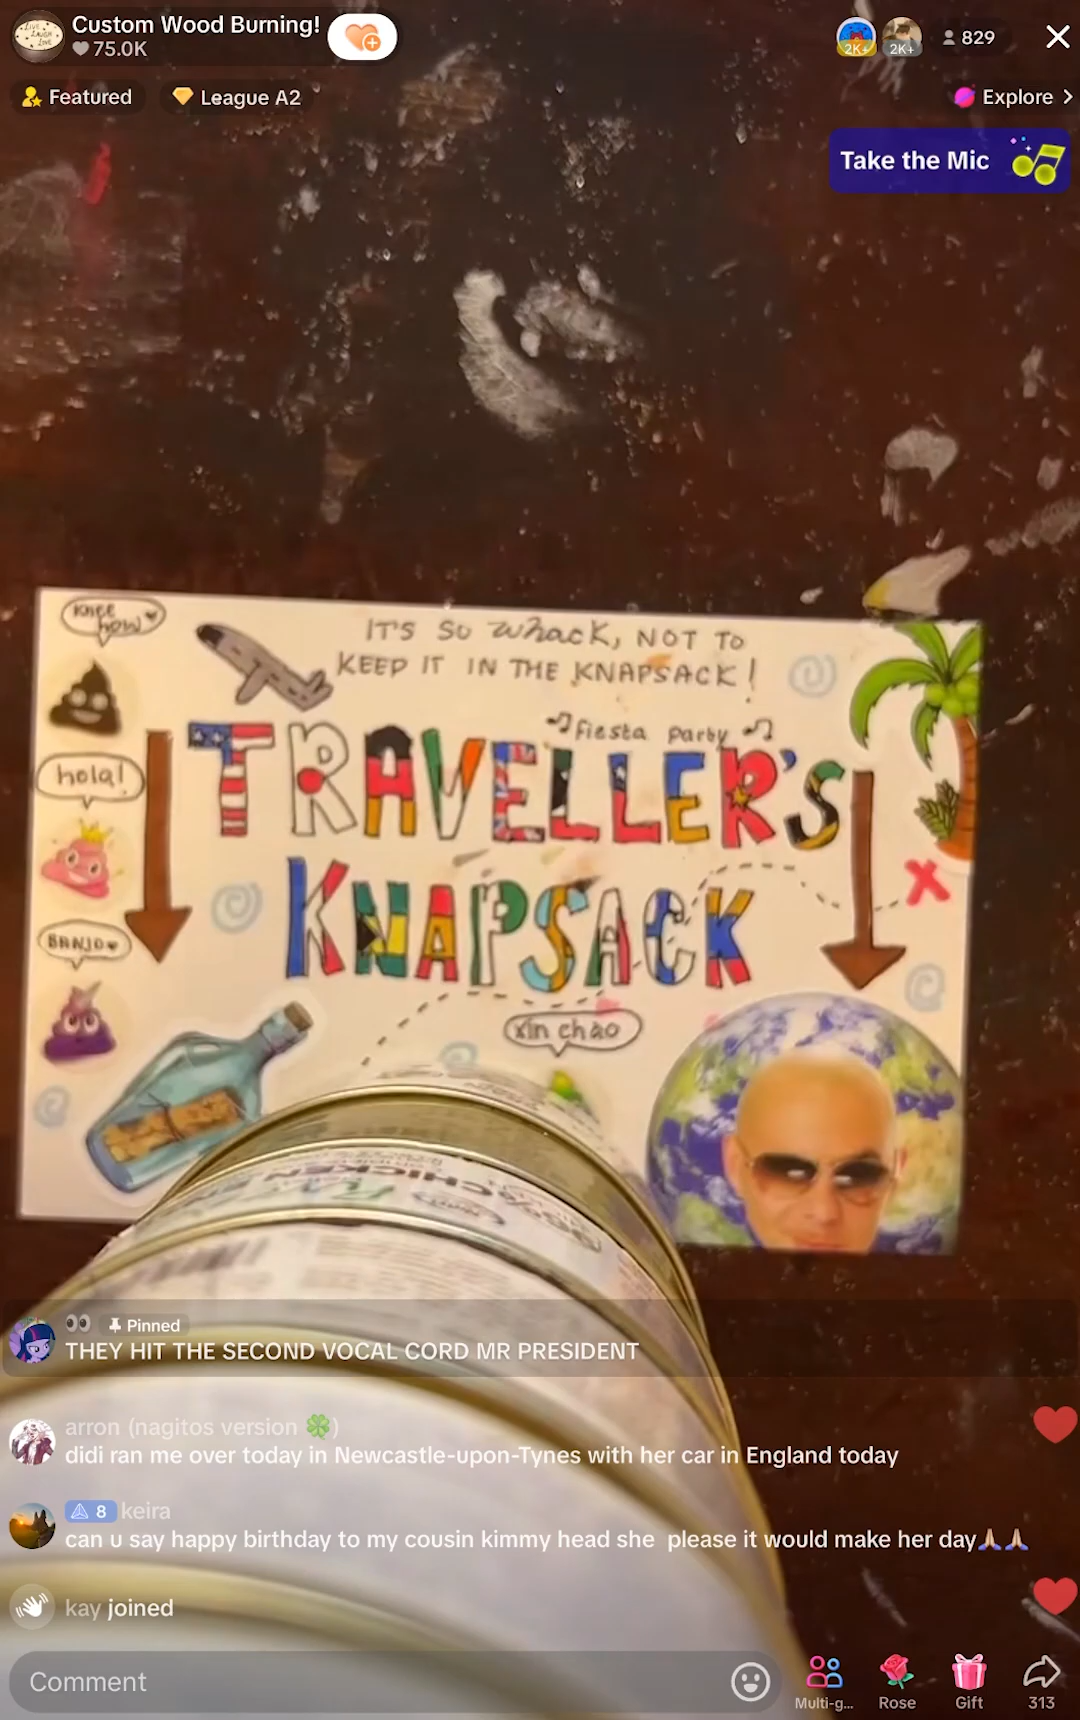 Custom Wood Burning!
75.0K
2K+
2K+
829
Featured
League A2
Explore >
Take the Mic
KNEE HOW
IT'S SO whack, NOT TO
KEEP IT IN THE KNAPSACK!
fiesta party
hola!
TRAVELLER'S
KNAPSACK
BANJO
xin chào
CHICKEN
Pinned
THEY HIT THE SECOND VOCAL CORD MR PRESIDENT
arron (nagitos version 🍀)
didi ran me over today in Newcastle-upon-Tynes with her car in England today
8 keira
can u say happy birthday to my cousin kimmy head she please it would make her day🙏🙏
kay joined
Comment
Multi-g...
Rose
Gift
313